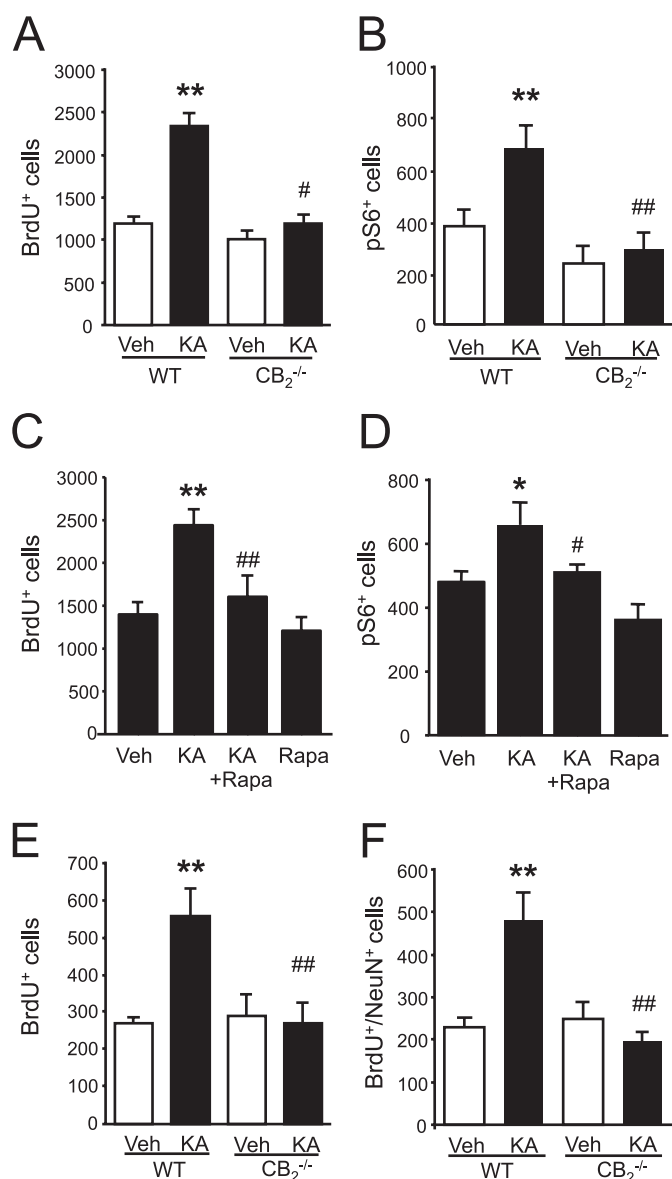 A
BrdU⁺ cells
3000
2500
2000
1500
1000
500
0
**
#
Veh KA Veh KA
WT CB₂⁻/⁻
B
pS6⁺ cells
1000
800
600
400
200
0
**
##
Veh KA Veh KA
WT CB₂⁻/⁻
C
BrdU⁺ cells
3000
2500
2000
1500
1000
500
0
**
##
Veh KA KA Rapa
+Rapa
D
pS6⁺ cells
800
600
400
200
0
*
#
Veh KA KA Rapa
+Rapa
E
BrdU⁺ cells
700
600
500
400
300
200
100
0
**
##
Veh KA Veh KA
WT CB₂⁻/⁻
F
BrdU⁺/NeuN⁺ cells
600
500
400
300
200
100
0
**
##
Veh KA Veh KA
WT CB₂⁻/⁻